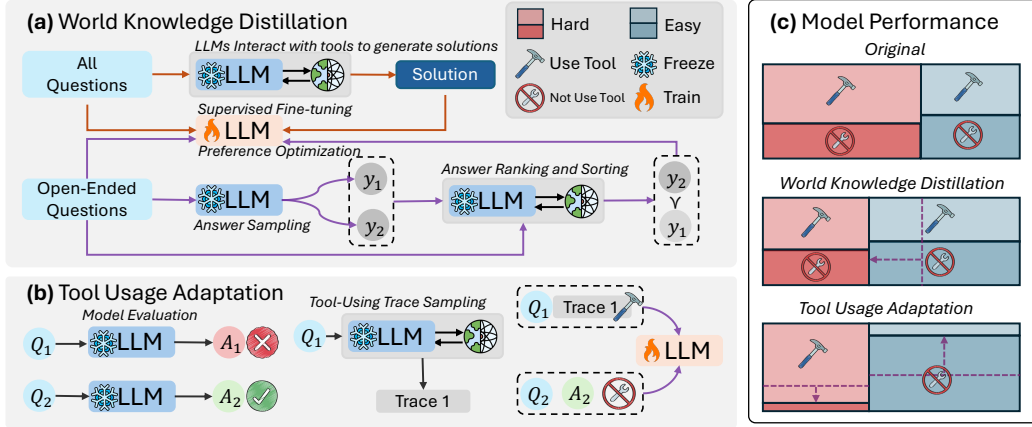 (a) World Knowledge Distillation
LLMs Interact with tools to generate solutions
All
Questions
LLM
Solution
Supervised Fine-tuning
LLM
Preference Optimization
Open-Ended
Questions
LLM
Answer Sampling
y1
y2
Answer Ranking and Sorting
LLM
y2
≻
y1
Hard
Easy
Use Tool
Freeze
Not Use Tool
Train
(b) Tool Usage Adaptation
Model Evaluation
Q1
LLM
A1
Q2
LLM
A2
Tool-Using Trace Sampling
Q1
LLM
Trace 1
Q1 Trace 1
LLM
Q2 A2
(c) Model Performance
Original
World Knowledge Distillation
Tool Usage Adaptation